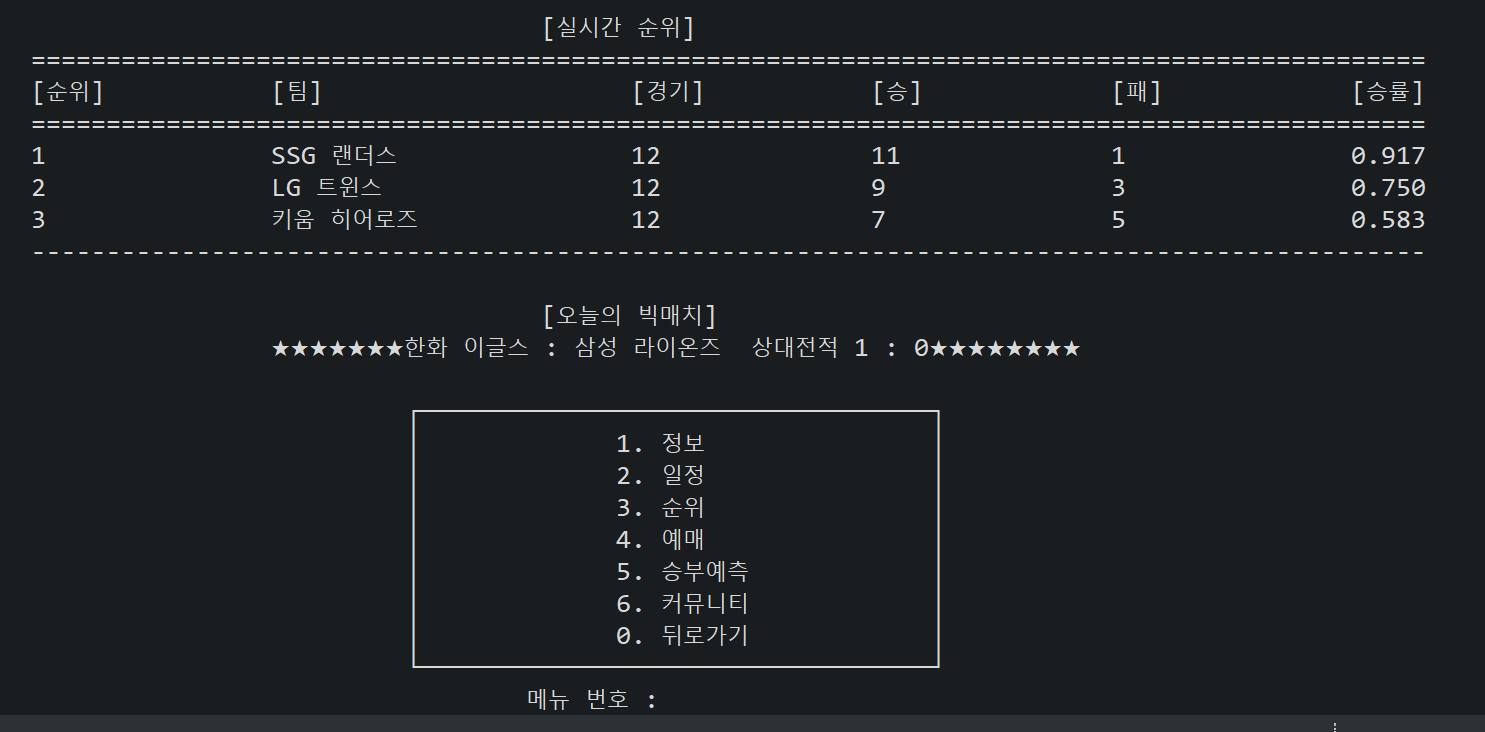 [실시간 순위]
=============================================================================================
[순위] [팀] [경기] [승] [패] [승률]
=============================================================================================
1 SSG 랜더스 12 11 1 0.917
2 LG 트윈스 12 9 3 0.750
3 키움 히어로즈 12 7 5 0.583
---------------------------------------------------------------------------------------------
[오늘의 빅매치]
★★★★★★★한화 이글스 : 삼성 라이온즈 상대전적 1 : 0★★★★★★★★
1. 정보
2. 일정
3. 순위
4. 예매
5. 승부예측
6. 커뮤니티
0. 뒤로가기
메뉴 번호 :